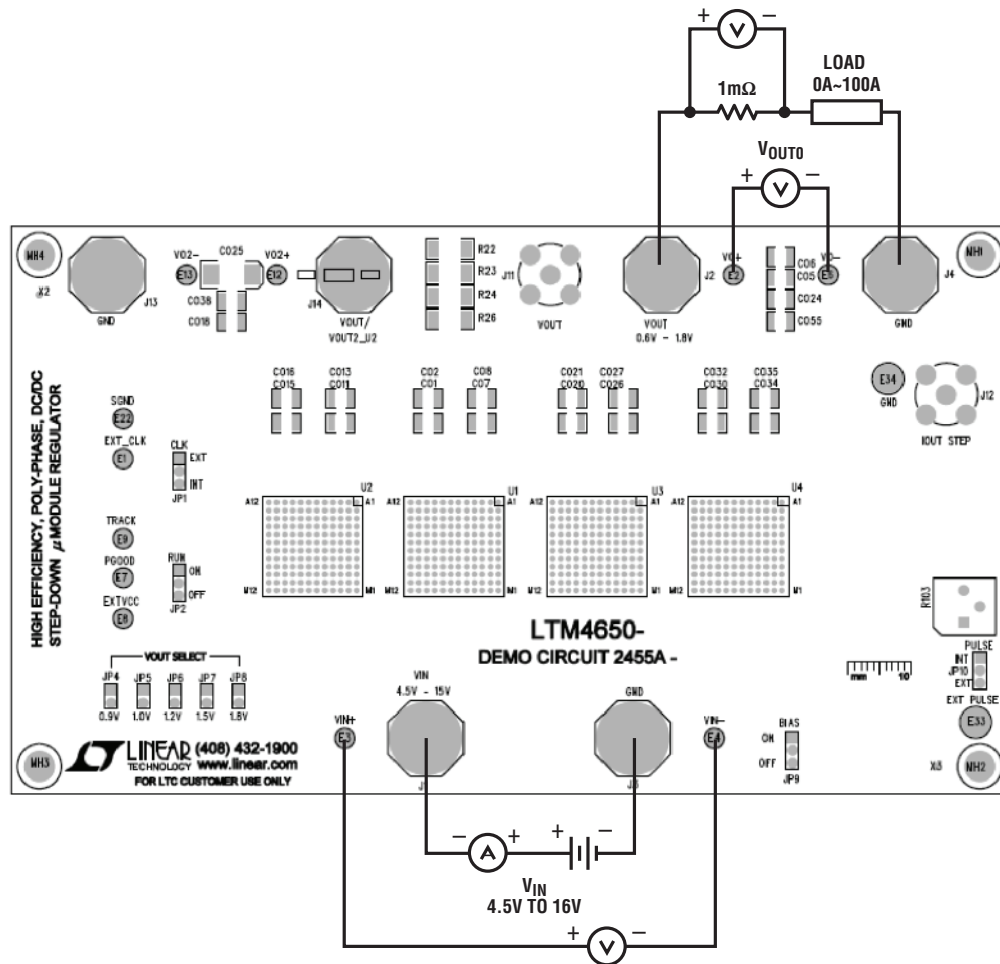 + V −
LOAD
0A~100A
1mΩ
VOUT0
+ V −
MH4
X2
J13
GND
VO2-
E13
CO25
VO2+
E12
CO38
CO18
J14
VOUT/
VOUT2_U2
R22
R23
R24
R26
J11
VOUT
J2
VOUT
0.6V - 1.8V
VO+
E2
CO6
CO5
CO24
CO55
J4
GND
MH1
E34
GND
J12
IOUT STEP
HIGH EFFICIENCY, POLY-PHASE, DC/DC
STEP-DOWN µMODULE REGULATOR
SGND
E22
EXT_CLK
E1
CLK
EXT
INT
JP1
TRACK
E9
PGOOD
E7
EXTVCC
E8
RUN
ON
OFF
JP2
CO16 CO13 CO2 CO8 CO21 CO27 CO32 CO35
CO15 CO11 CO1 CO7 CO20 CO26 CO30 CO34
U2 U1 U3 U4
A12 A1 A12 A1 A12 A1 A12 A1
M12 M1 M12 M1 M12 M1 M12 M1
LTM4650-
DEMO CIRCUIT 2455A -
VOUT SELECT
JP4 JP5 JP6 JP7 JP8
0.9V 1.0V 1.2V 1.5V 1.8V
R103
PULSE
INT
JP10
EXT
EXT PULSE
E33
mm 10
VIN
4.5V - 15V
GND
VIN+
E3
VIN-
E4
BIAS
ON
OFF
JP9
X3
MH2
MH3
LT LINEAR (408) 432-1900
TECHNOLOGY www.linear.com
FOR LTC CUSTOMER USE ONLY
− A + + −
VIN
4.5V TO 16V
+ V −